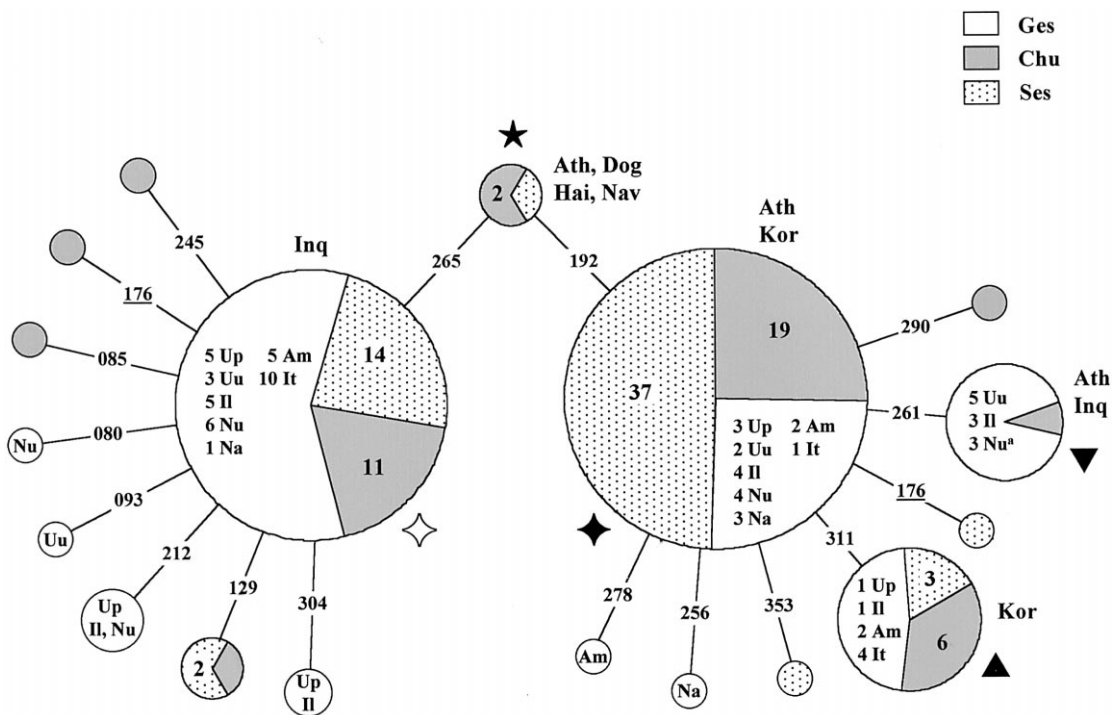 Ges
Chu
Ses
Ath, Dog
Hai, Nav
2
Ath
Kor
Inq
245
265
192
176
085
080
093
212
129
304
5 Up 5 Am
3 Uu 10 It
5 Il
6 Nu
1 Na
14
11
37
19
3 Up 2 Am
2 Uu 1 It
4 Il
4 Nu
3 Na
290
261
Ath
Inq
5 Uu
3 Il
3 Nuᵃ
176
311
1 Up
1 Il
2 Am
4 It
3
6
Kor
278
256
353
Nu
Uu
Up
Il, Nu
2
Up
Il
Am
Na